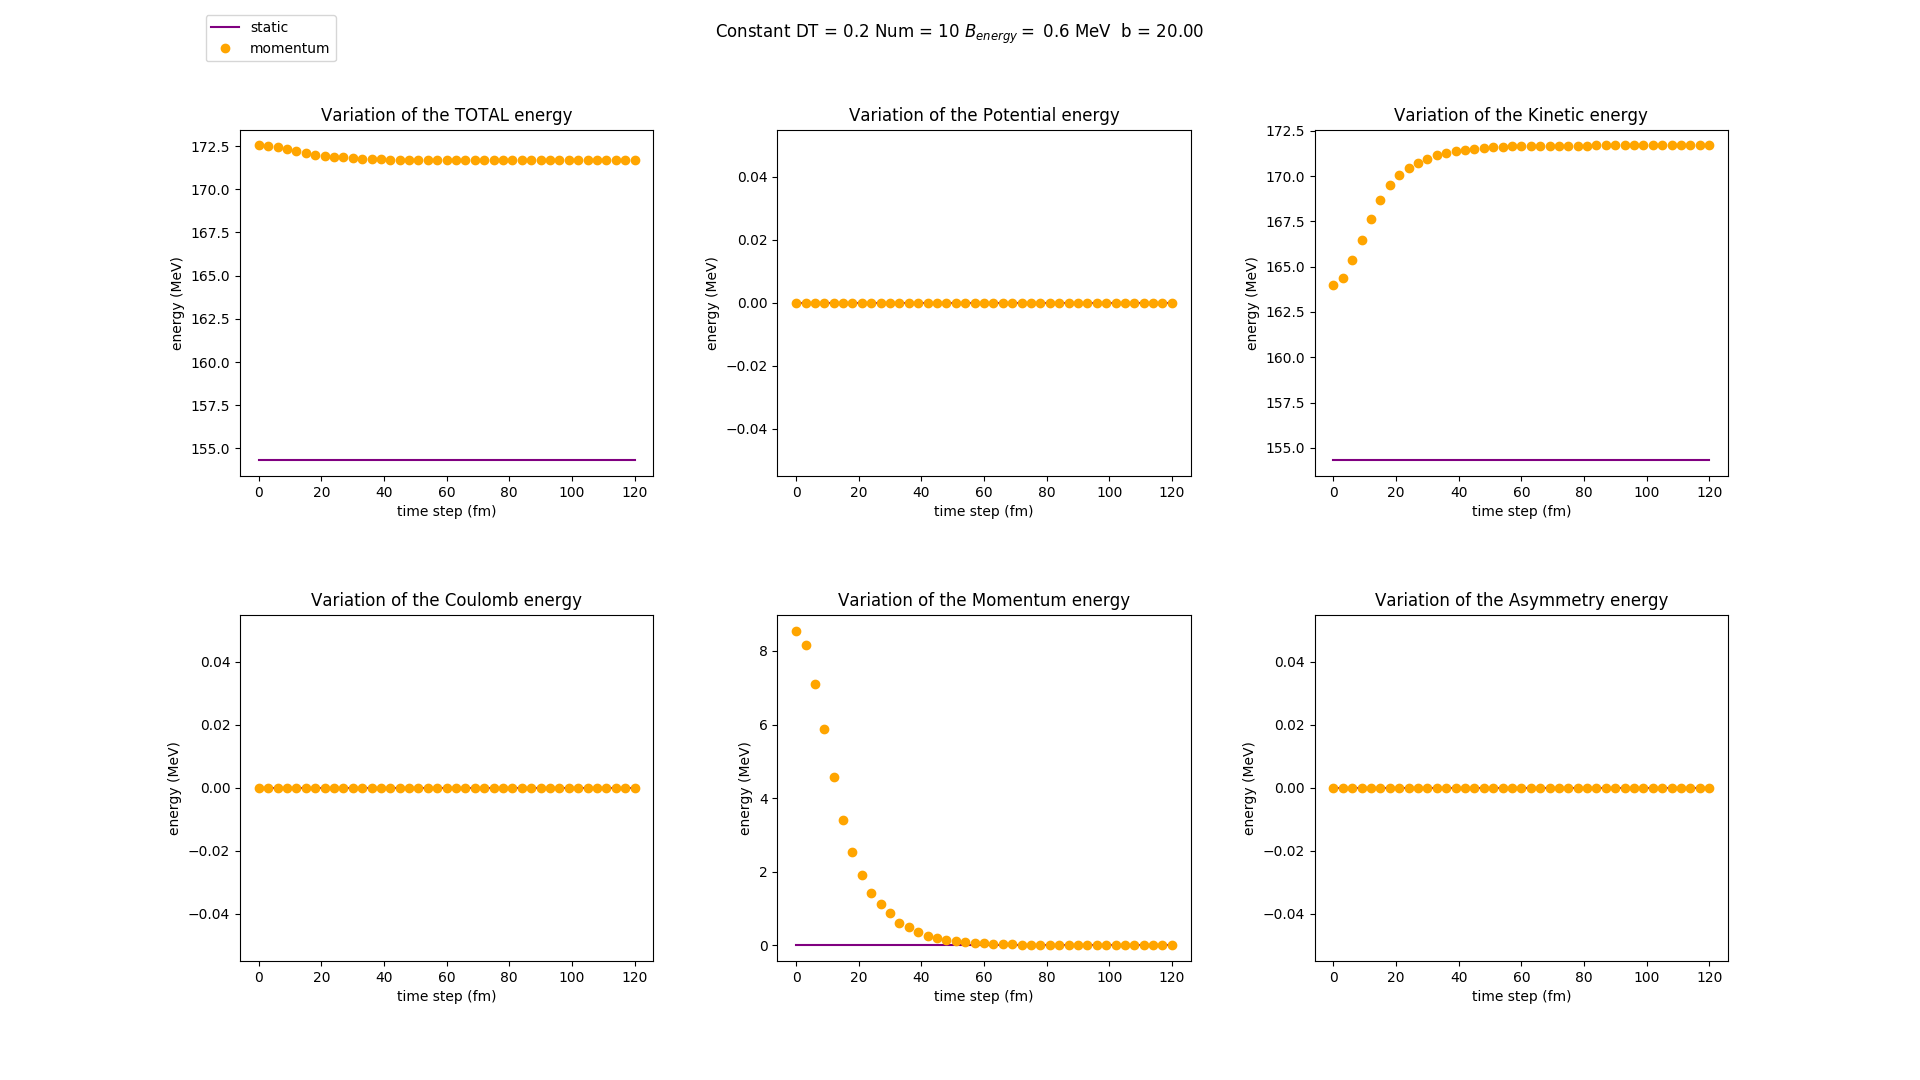 static
momentum
Constant DT = 0.2 Num = 10 B_energy = 0.6 MeV b = 20.00
Variation of the TOTAL energy
172.5
170.0
167.5
165.0
162.5
160.0
157.5
155.0
energy (MeV)
0 20 40 60 80 100 120
time step (fm)
Variation of the Potential energy
0.04
0.02
0.00
−0.02
−0.04
energy (MeV)
0 20 40 60 80 100 120
time step (fm)
Variation of the Kinetic energy
172.5
170.0
167.5
165.0
162.5
160.0
157.5
155.0
energy (MeV)
0 20 40 60 80 100 120
time step (fm)
Variation of the Coulomb energy
0.04
0.02
0.00
−0.02
−0.04
energy (MeV)
0 20 40 60 80 100 120
time step (fm)
Variation of the Momentum energy
8
6
4
2
0
energy (MeV)
0 20 40 60 80 100 120
time step (fm)
Variation of the Asymmetry energy
0.04
0.02
0.00
−0.02
−0.04
energy (MeV)
0 20 40 60 80 100 120
time step (fm)